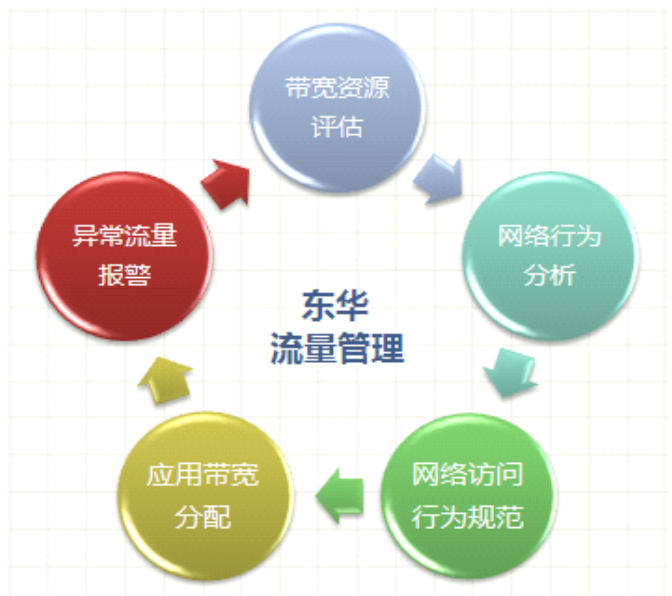 带宽资源
评估
网络行为
分析
网络访问
行为规范
应用带宽
分配
异常流量
报警
东华
流量管理